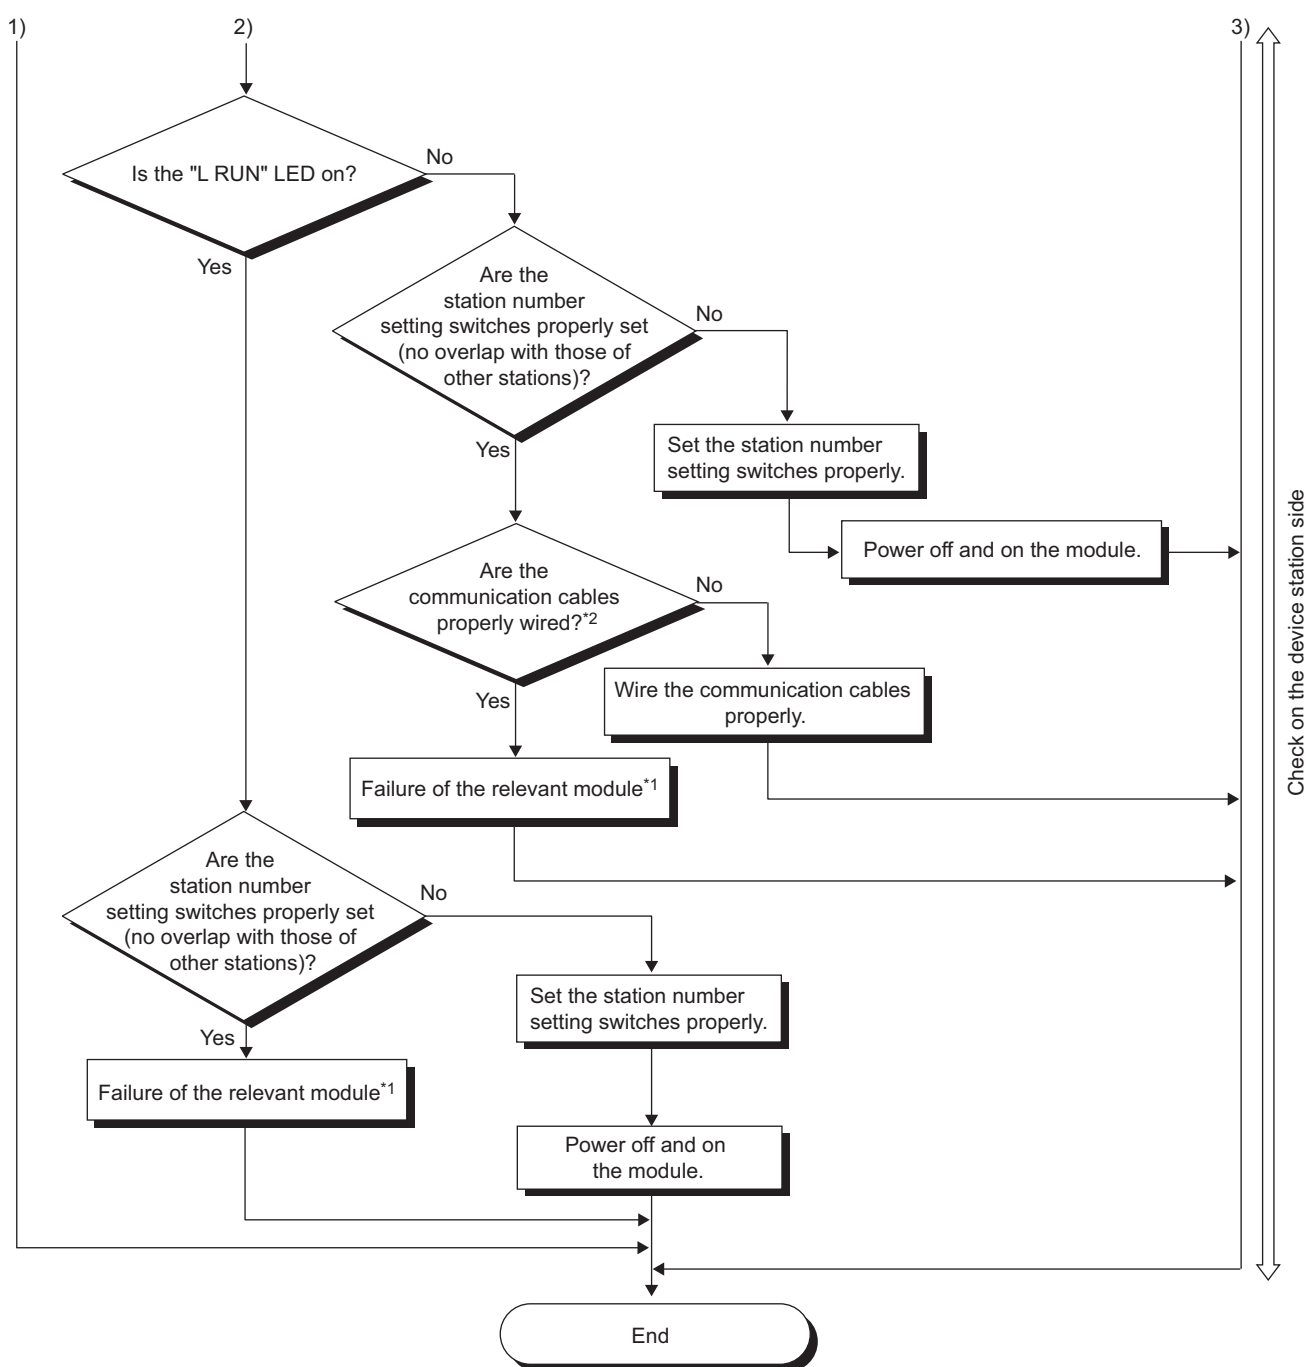 1)
2)
3)
Is the "L RUN" LED on?
No
Yes
Are the
station number
setting switches properly set
(no overlap with those of
other stations)?
No
Yes
Set the station number
setting switches properly.
Power off and on the module.
Are the
communication cables
properly wired?*2
No
Yes
Wire the communication cables
properly.
Failure of the relevant module*1
Are the
station number
setting switches properly set
(no overlap with those of
other stations)?
No
Yes
Set the station number
setting switches properly.
Failure of the relevant module*1
Power off and on
the module.
End
Check on the device station side